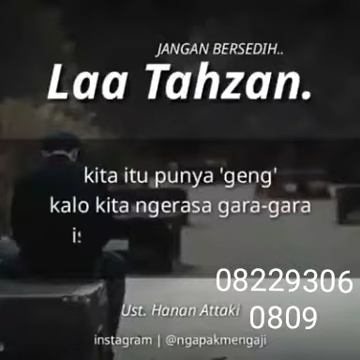 JANGAN BERSEDIH..
Laa Tahzan.
kita itu punya 'geng'
kalo kita ngerasa gara-gara
08229306
0809
Ust. Hanan Attaki
instagram | @ngapakmengaji